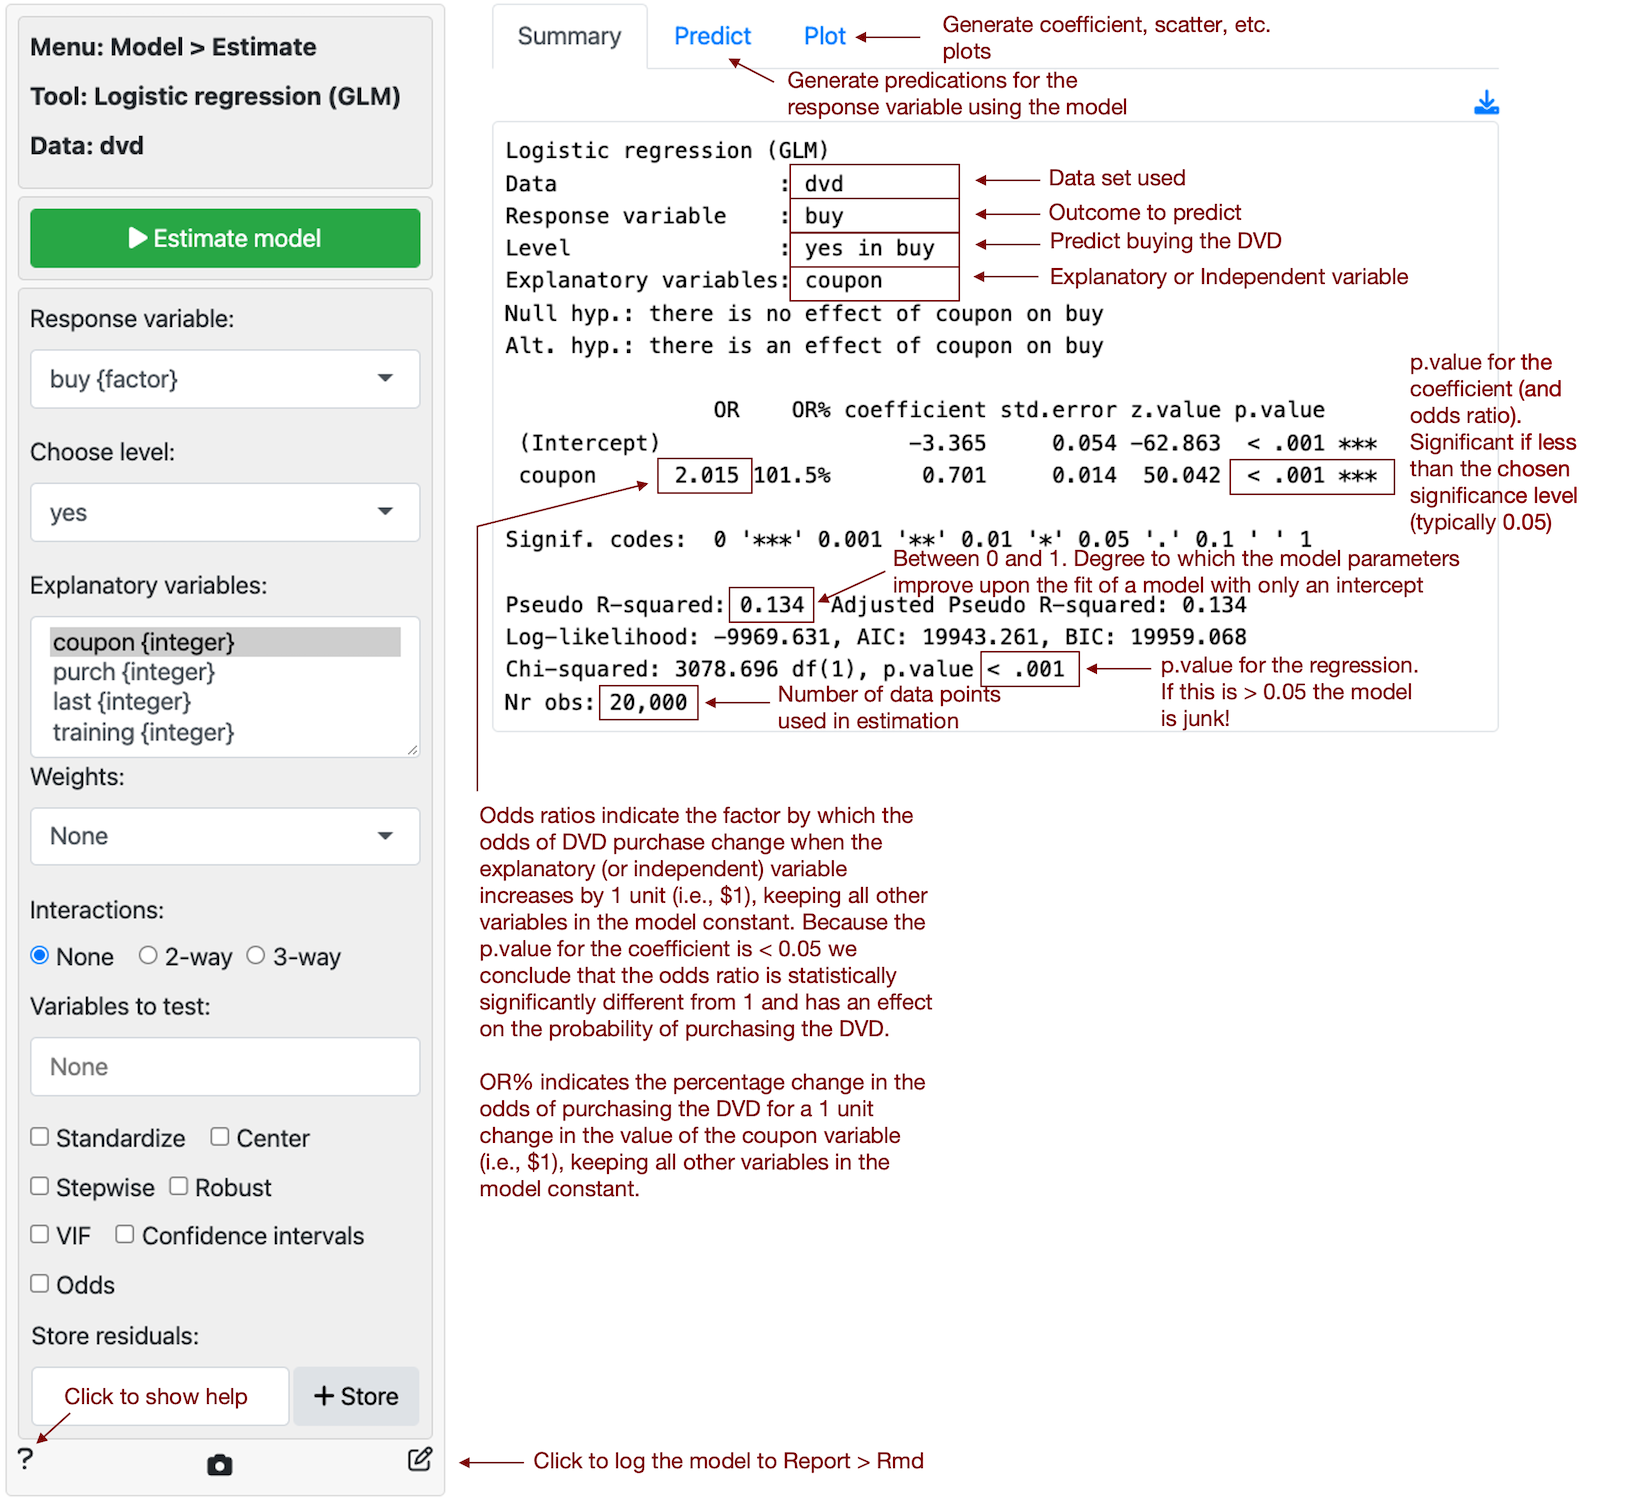 Menu: Model > Estimate
Tool: Logistic regression (GLM)
Data: dvd
Estimate model
Response variable:
buy {factor}
Choose level:
yes
Explanatory variables:
coupon {integer}
purch {integer}
last {integer}
training {integer}
Weights:
None
Interactions:
None 2-way 3-way
Variables to test:
None
Standardize Center
Stepwise Robust
VIF Confidence intervals
Odds
Store residuals:
Click to show help
+ Store
?
Summary Predict Plot
Generate coefficient, scatter, etc.
plots
Generate predications for the
response variable using the model
Logistic regression (GLM)
Data : dvd
Data set used
Response variable : buy
Outcome to predict
Level : yes in buy
Predict buying the DVD
Explanatory variables: coupon
Explanatory or Independent variable
Null hyp.: there is no effect of coupon on buy
Alt. hyp.: there is an effect of coupon on buy
OR OR% coefficient std.error z.value p.value
(Intercept) -3.365 0.054 -62.863 < .001 ***
coupon 2.015 101.5% 0.701 0.014 50.042 < .001 ***
p.value for the
coefficient (and
odds ratio).
Significant if less
than the chosen
significance level
(typically 0.05)
Signif. codes: 0 '***' 0.001 '**' 0.01 '*' 0.05 '.' 0.1 ' ' 1
Between 0 and 1. Degree to which the model parameters
improve upon the fit of a model with only an intercept
Pseudo R-squared: 0.134 Adjusted Pseudo R-squared: 0.134
Log-likelihood: -9969.631, AIC: 19943.261, BIC: 19959.068
Chi-squared: 3078.696 df(1), p.value < .001
p.value for the regression.
If this is > 0.05 the model
is junk!
Nr obs: 20,000
Number of data points
used in estimation
Odds ratios indicate the factor by which the
odds of DVD purchase change when the
explanatory (or independent) variable
increases by 1 unit (i.e., $1), keeping all other
variables in the model constant. Because the
p.value for the coefficient is < 0.05 we
conclude that the odds ratio is statistically
significantly different from 1 and has an effect
on the probability of purchasing the DVD.
OR% indicates the percentage change in the
odds of purchasing the DVD for a 1 unit
change in the value of the coupon variable
(i.e., $1), keeping all other variables in the
model constant.
Click to log the model to Report > Rmd